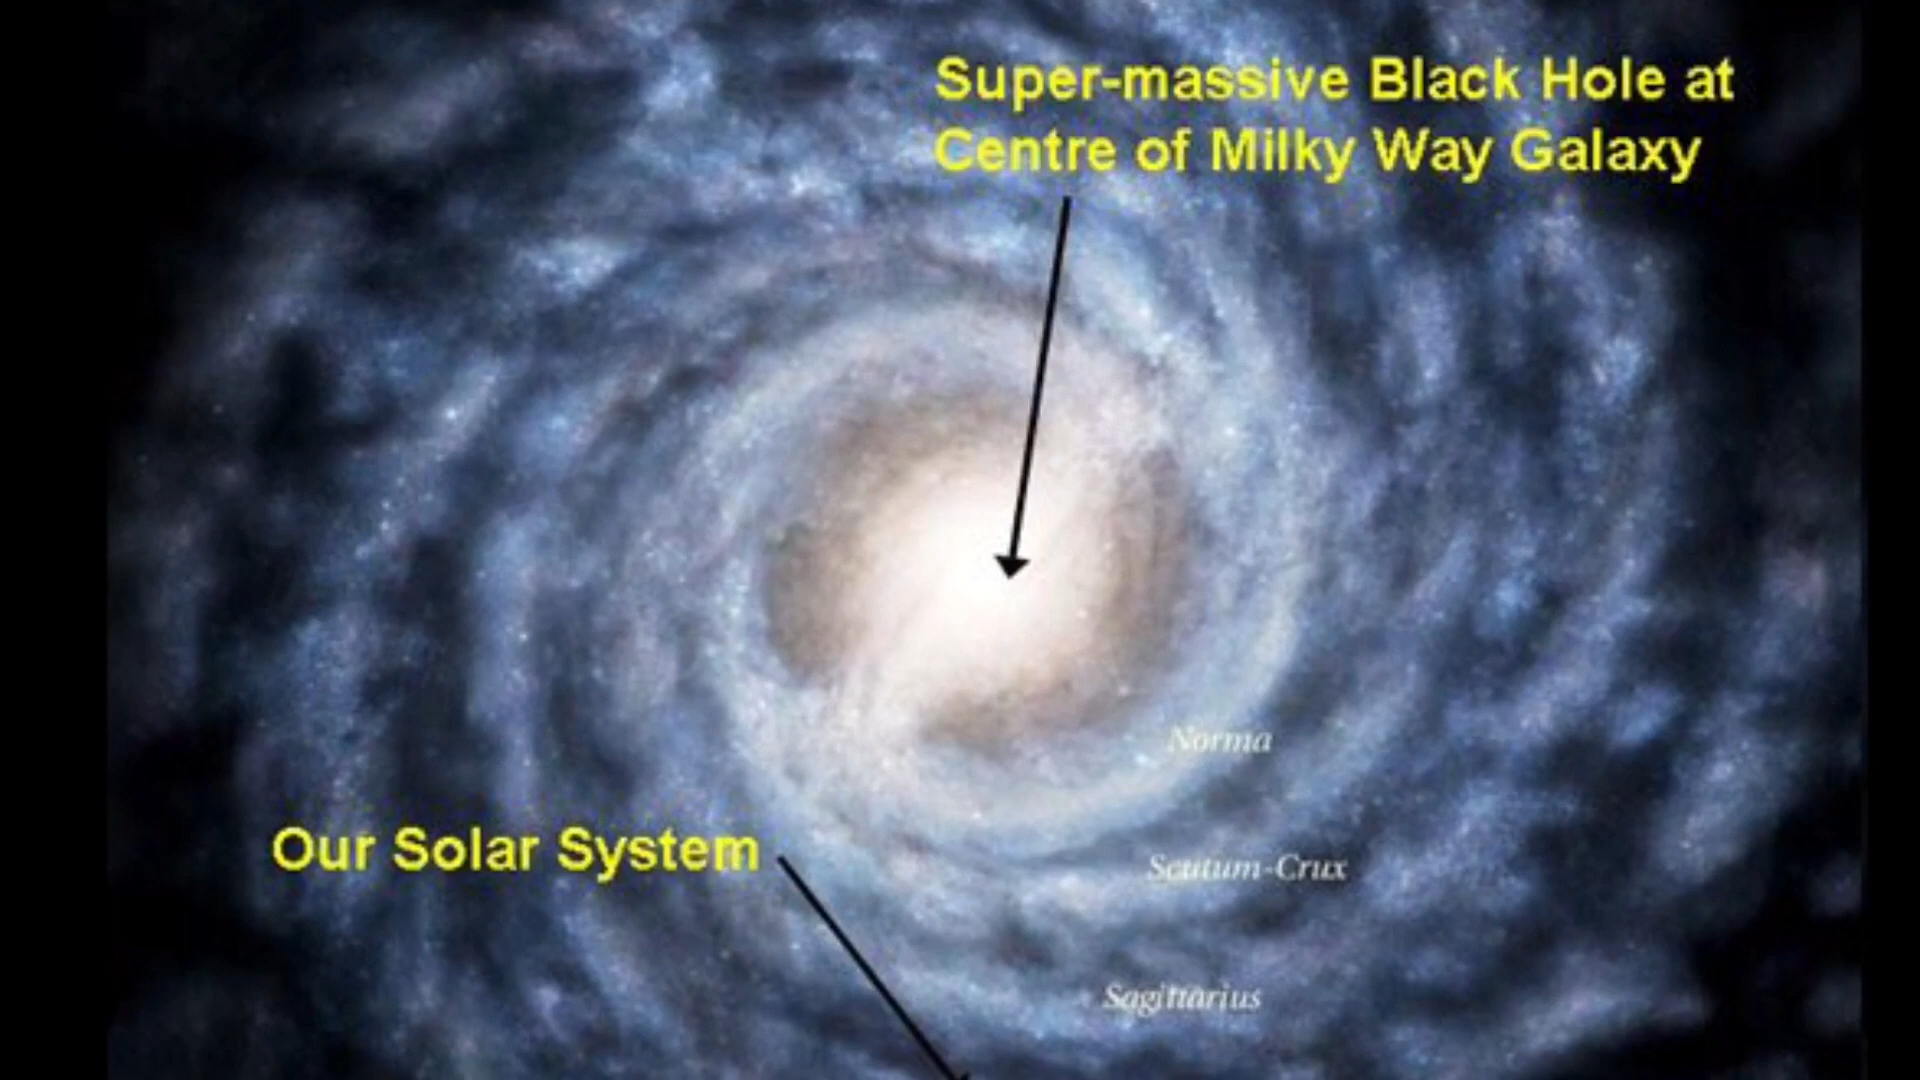 Super-massive Black Hole at
Centre of Milky Way Galaxy
Norma
Our Solar System
Scutum-Crux
Sagittarius